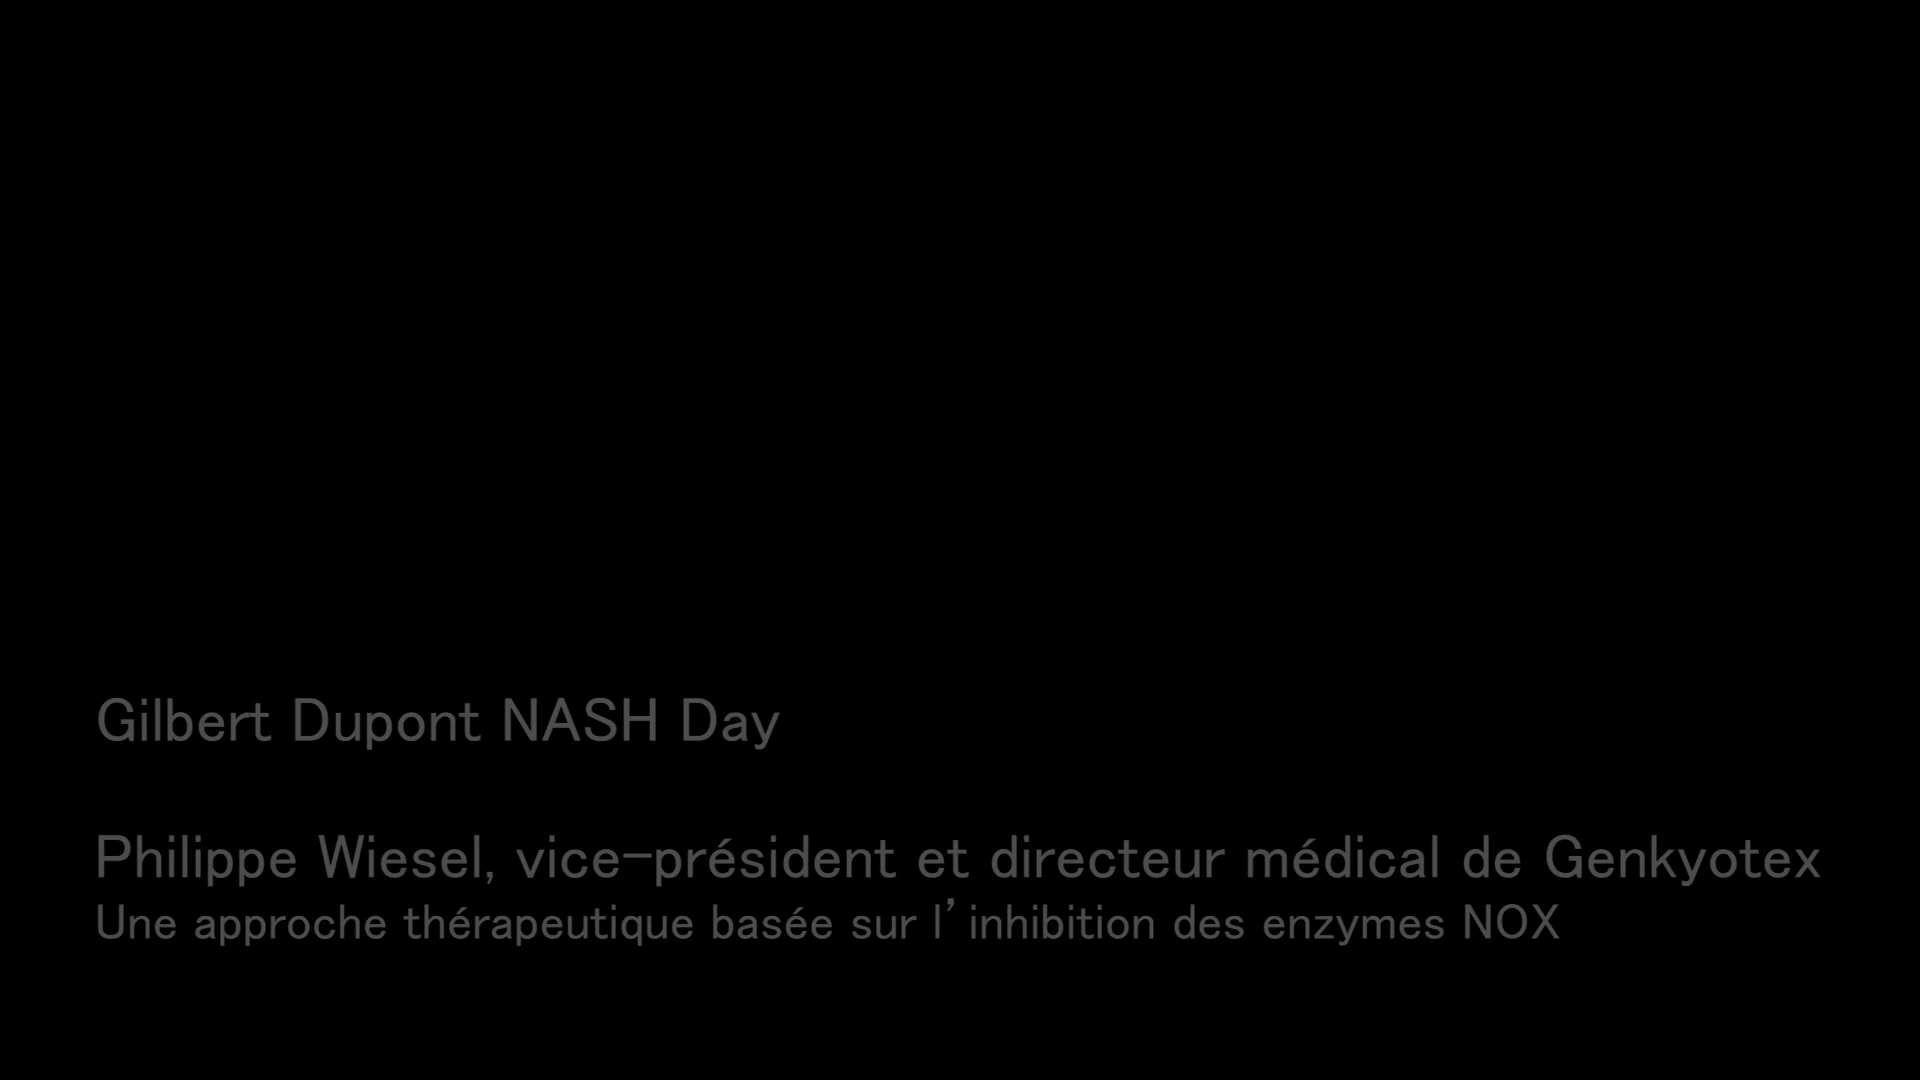 Gilbert Dupont NASH Day
Philippe Wiesel, vice-président et directeur médical de Genkyotex
Une approche thérapeutique basée sur l’inhibition des enzymes NOX